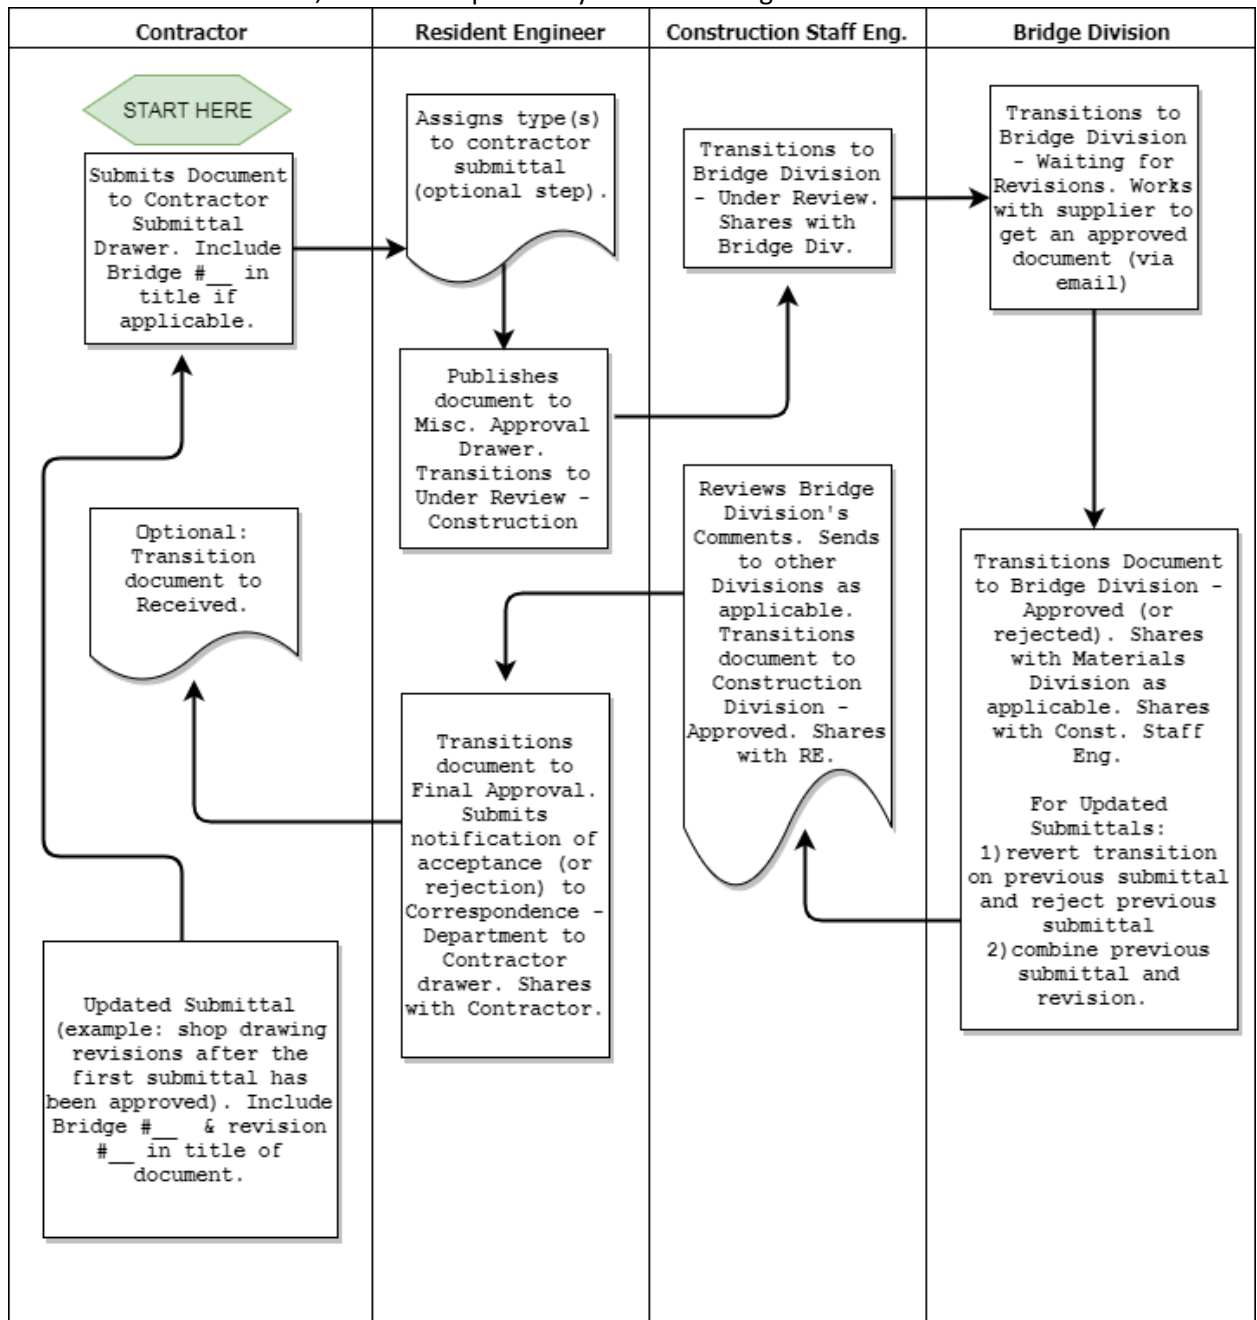 Contractor
Resident Engineer
Construction Staff Eng.
Bridge Division
START HERE
Submits Document
to Contractor
Submittal
Drawer. Include
Bridge #__ in
title if
applicable.
Optional:
Transition
document to
Received.
Updated Submittal
(example: shop drawing
revisions after the
first submittal has
been approved). Include
Bridge #__ & revision
#__ in title of
document.
Assigns type(s)
to contractor
submittal
(optional step).
Publishes
document to
Misc. Approval
Drawer.
Transitions to
Under Review -
Construction
Transitions
document to
Final Approval.
Submits
notification of
acceptance (or
rejection) to
Correspondence -
Department to
Contractor
drawer. Shares
with Contractor.
Transitions to
Bridge Division
- Under Review.
Shares with
Bridge Div.
Reviews Bridge
Division's
Comments. Sends
to other
Divisions as
applicable.
Transitions
document to
Construction
Division -
Approved. Shares
with RE.
Transitions to
Bridge Division
- Waiting for
Revisions. Works
with supplier to
get an approved
document (via
email)
Transitions Document
to Bridge Division -
Approved (or
rejected). Shares
with Materials
Division as
applicable. Shares
with Const. Staff
Eng.
For Updated
Submittals:
1)revert transition
on previous submittal
and reject previous
submittal
2)combine previous
submittal and
revision.